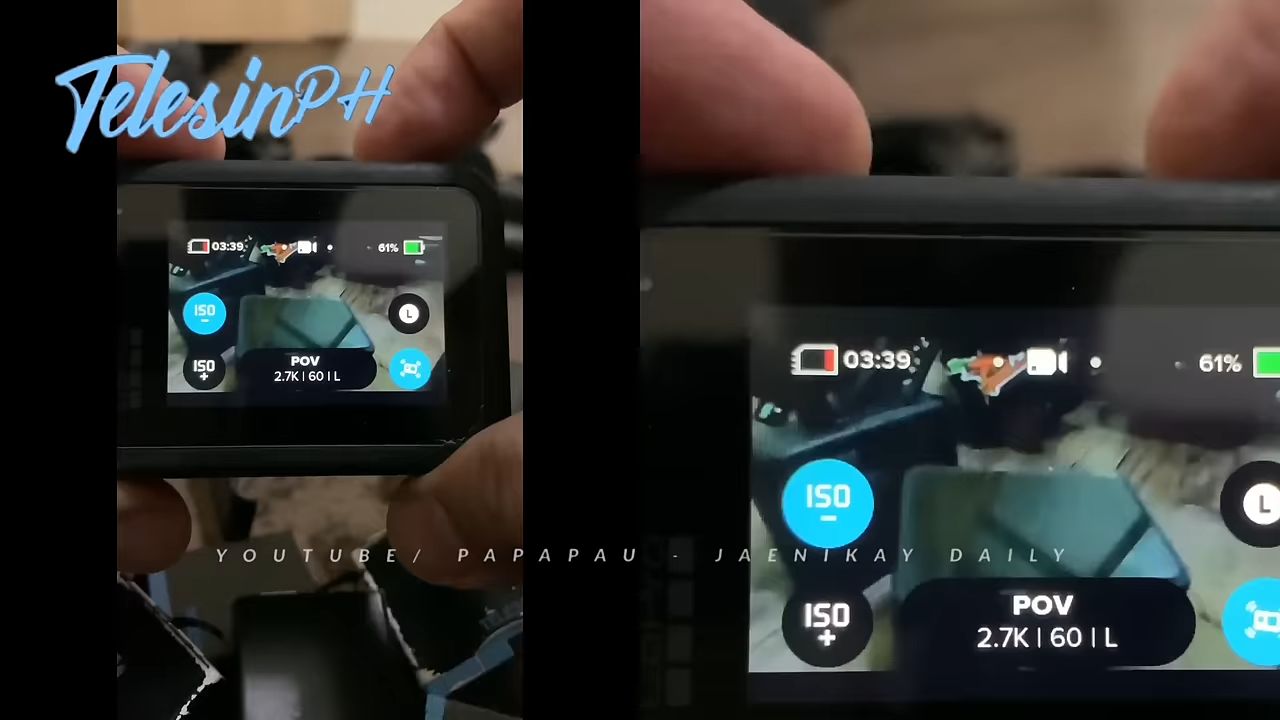 TelesinPH
03:39
61%
ISO
L
ISO
+
POV
2.7K | 60 | L
03:39
61%
ISO
L
ISO
+
POV
2.7K | 60 | L
YOUTUBE/ PAPAPAU - JAENIKAY DAILY